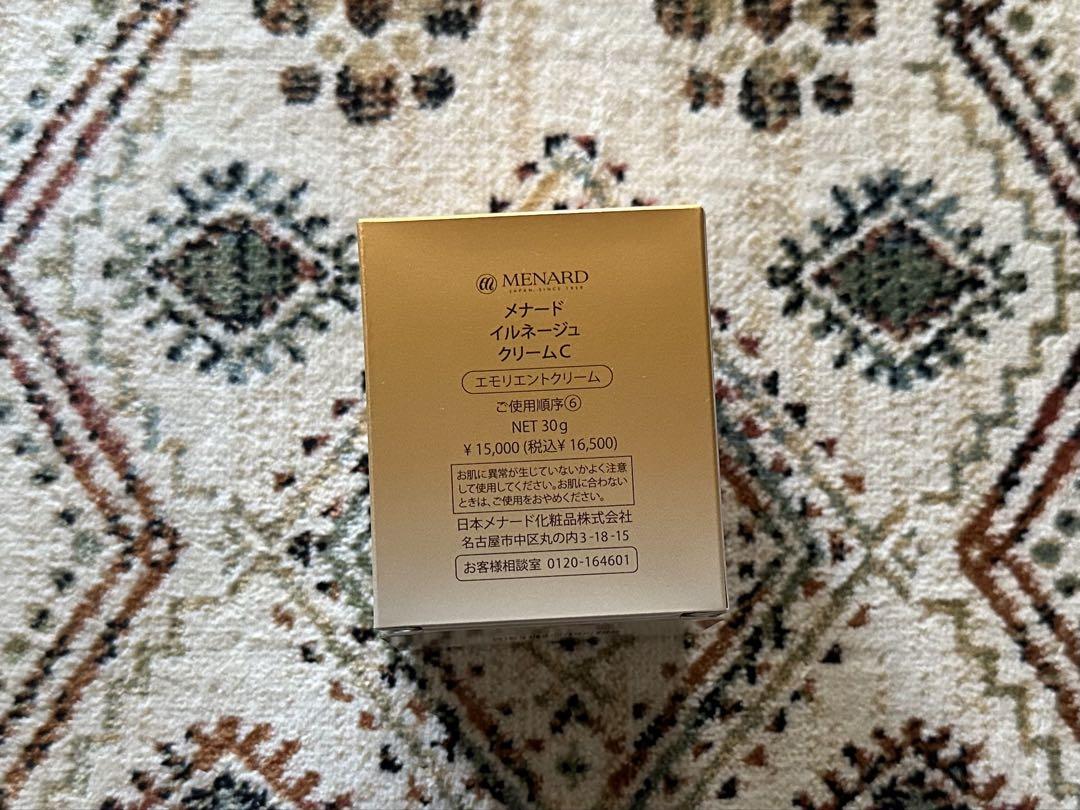 MENARD
JAPAN, SINCE 1959
メナード
イルネージュ
クリームC
エモリエントクリーム
ご使用順序⑥
NET 30g
¥15,000(税込¥16,500)
お肌に異常が生じていないかよく注意
して使用してください。お肌に合わない
ときは、ご使用をおやめください。
日本メナード化粧品株式会社
名古屋市中区丸の内3-18-15
お客様相談室 0120-164601